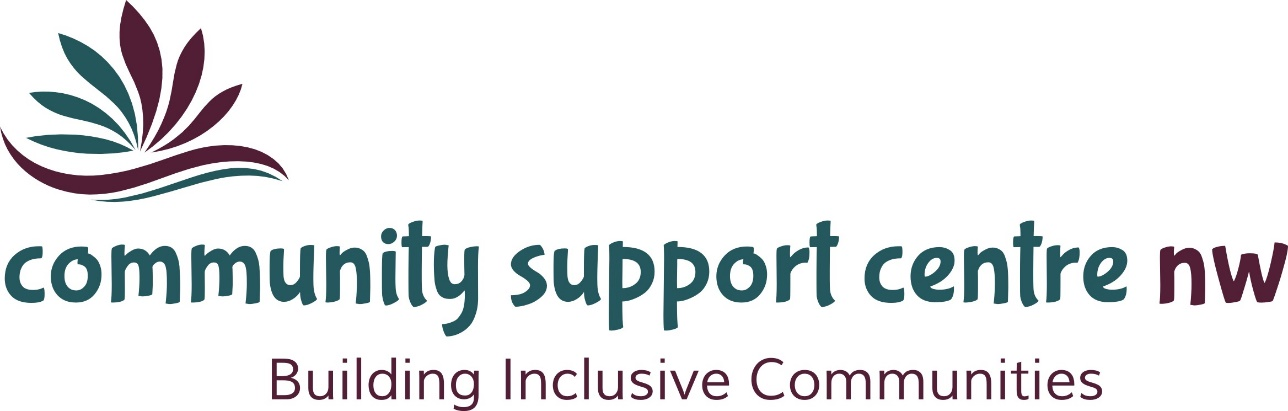 community support centre nw
Building Inclusive Communities